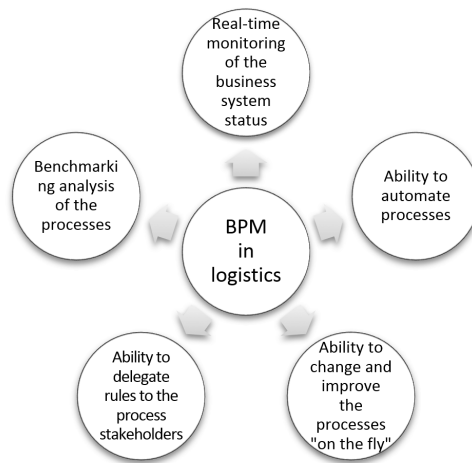 Real-time
monitoring
of the
business
system
status
Benchmarki
ng analysis
of the
processes
Ability to
automate
processes
BPM
in
logistics
Ability to
delegate
rules to the
process
stakeholders
Ability to
change and
improve
the
processes
"on the fly"